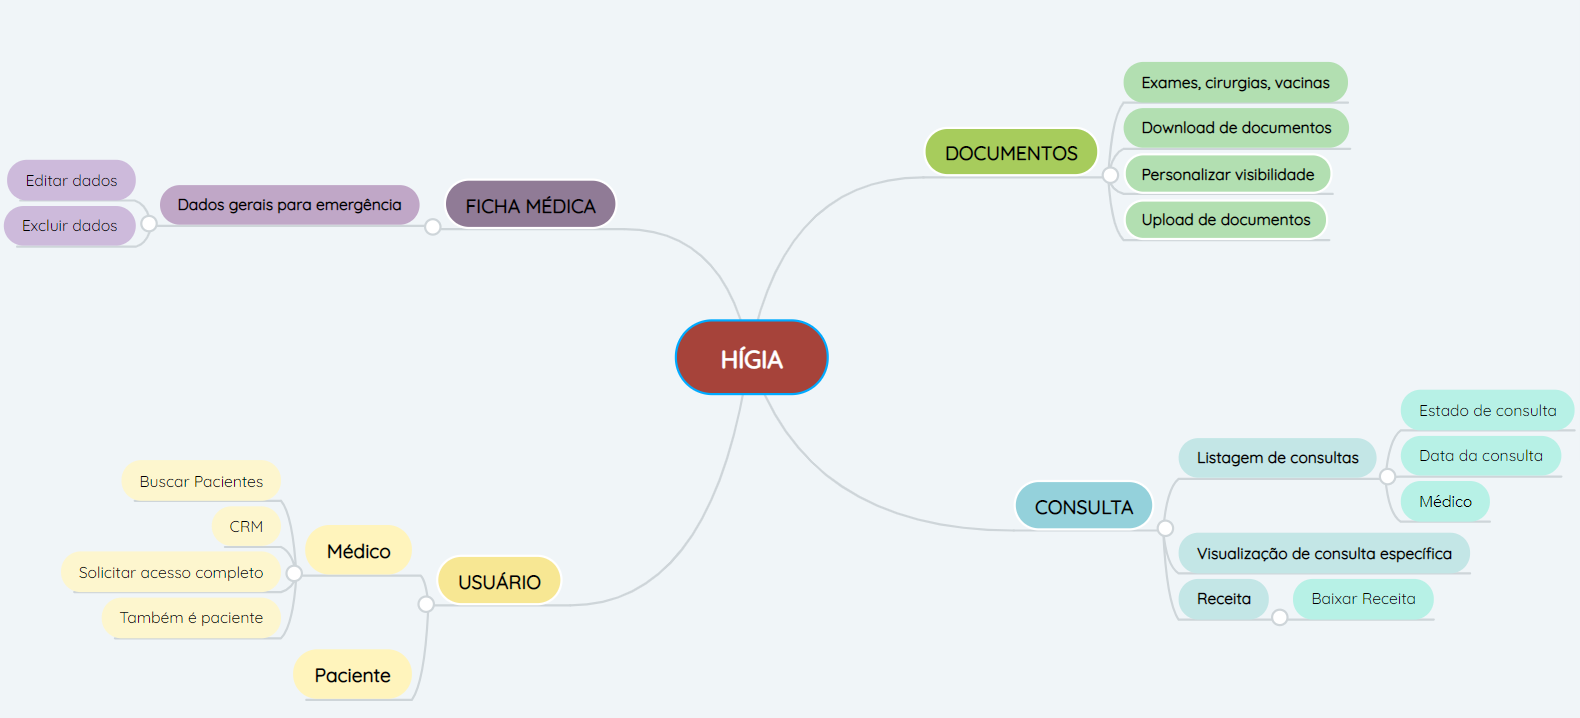 HÍGIA
FICHA MÉDICA
Dados gerais para emergência
Editar dados
Excluir dados
DOCUMENTOS
Exames, cirurgias, vacinas
Download de documentos
Personalizar visibilidade
Upload de documentos
USUÁRIO
Médico
Buscar Pacientes
CRM
Solicitar acesso completo
Também é paciente
Paciente
CONSULTA
Listagem de consultas
Estado de consulta
Data da consulta
Médico
Visualização de consulta específica
Receita
Baixar Receita